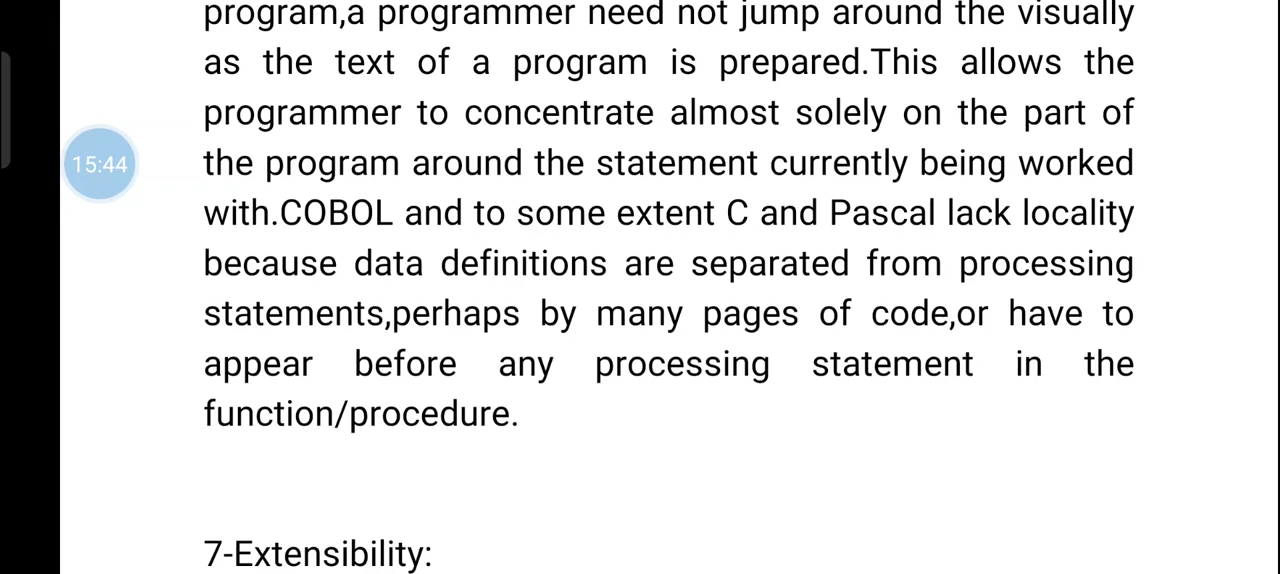 program,a programmer need not jump around the visually
as the text of a program is prepared.This allows the
programmer to concentrate almost solely on the part of
15:44
the program around the statement currently being worked
with.COBOL and to some extent C and Pascal lack locality
because data definitions are separated from processing
statements,perhaps by many pages of code,or have to
appear before any processing statement in the
function/procedure.
7-Extensibility: